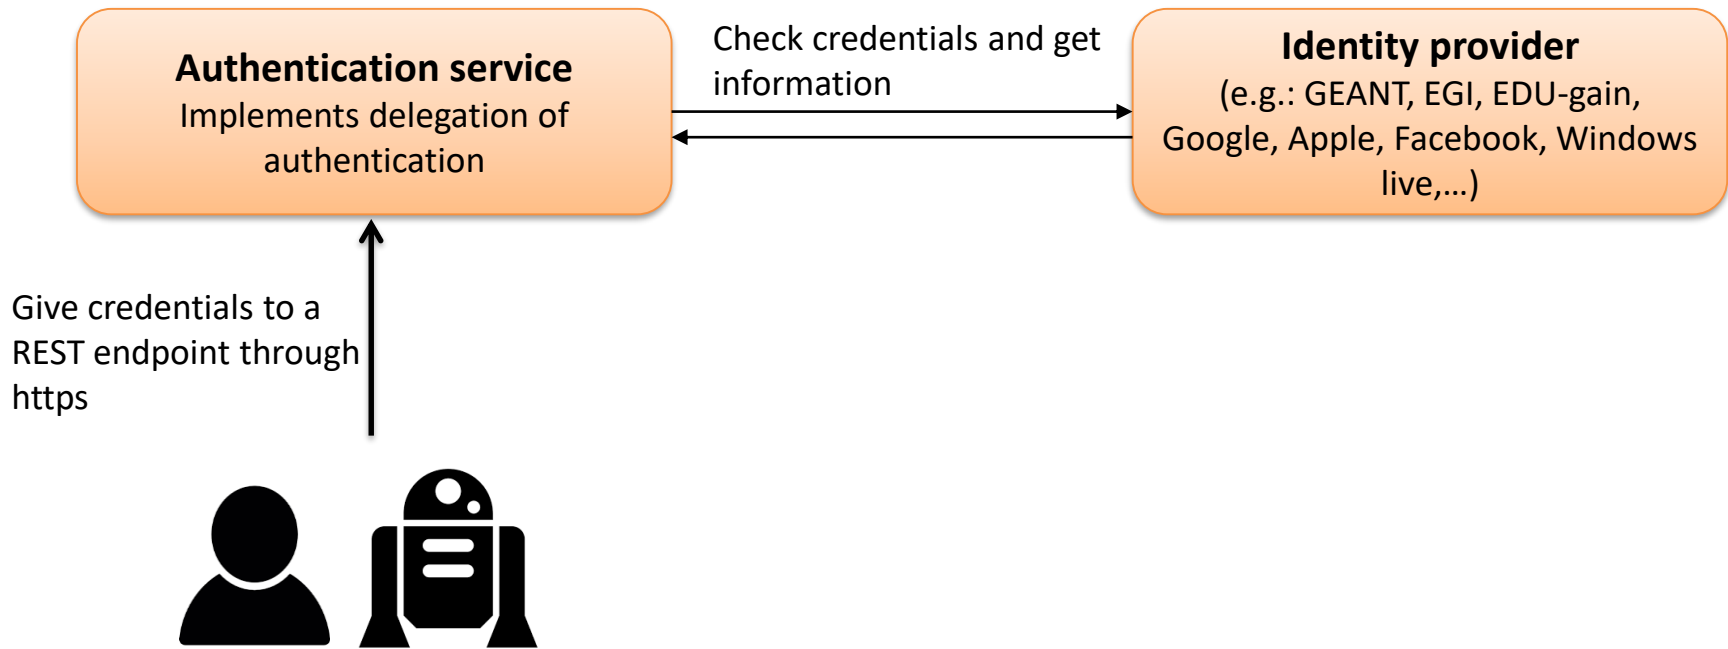 Authentication service
Implements delegation of
authentication
Check credentials and get
information
Identity provider
(e.g.: GEANT, EGI, EDU-gain,
Google, Apple, Facebook, Windows
live,...)
Give credentials to a
REST endpoint through
https